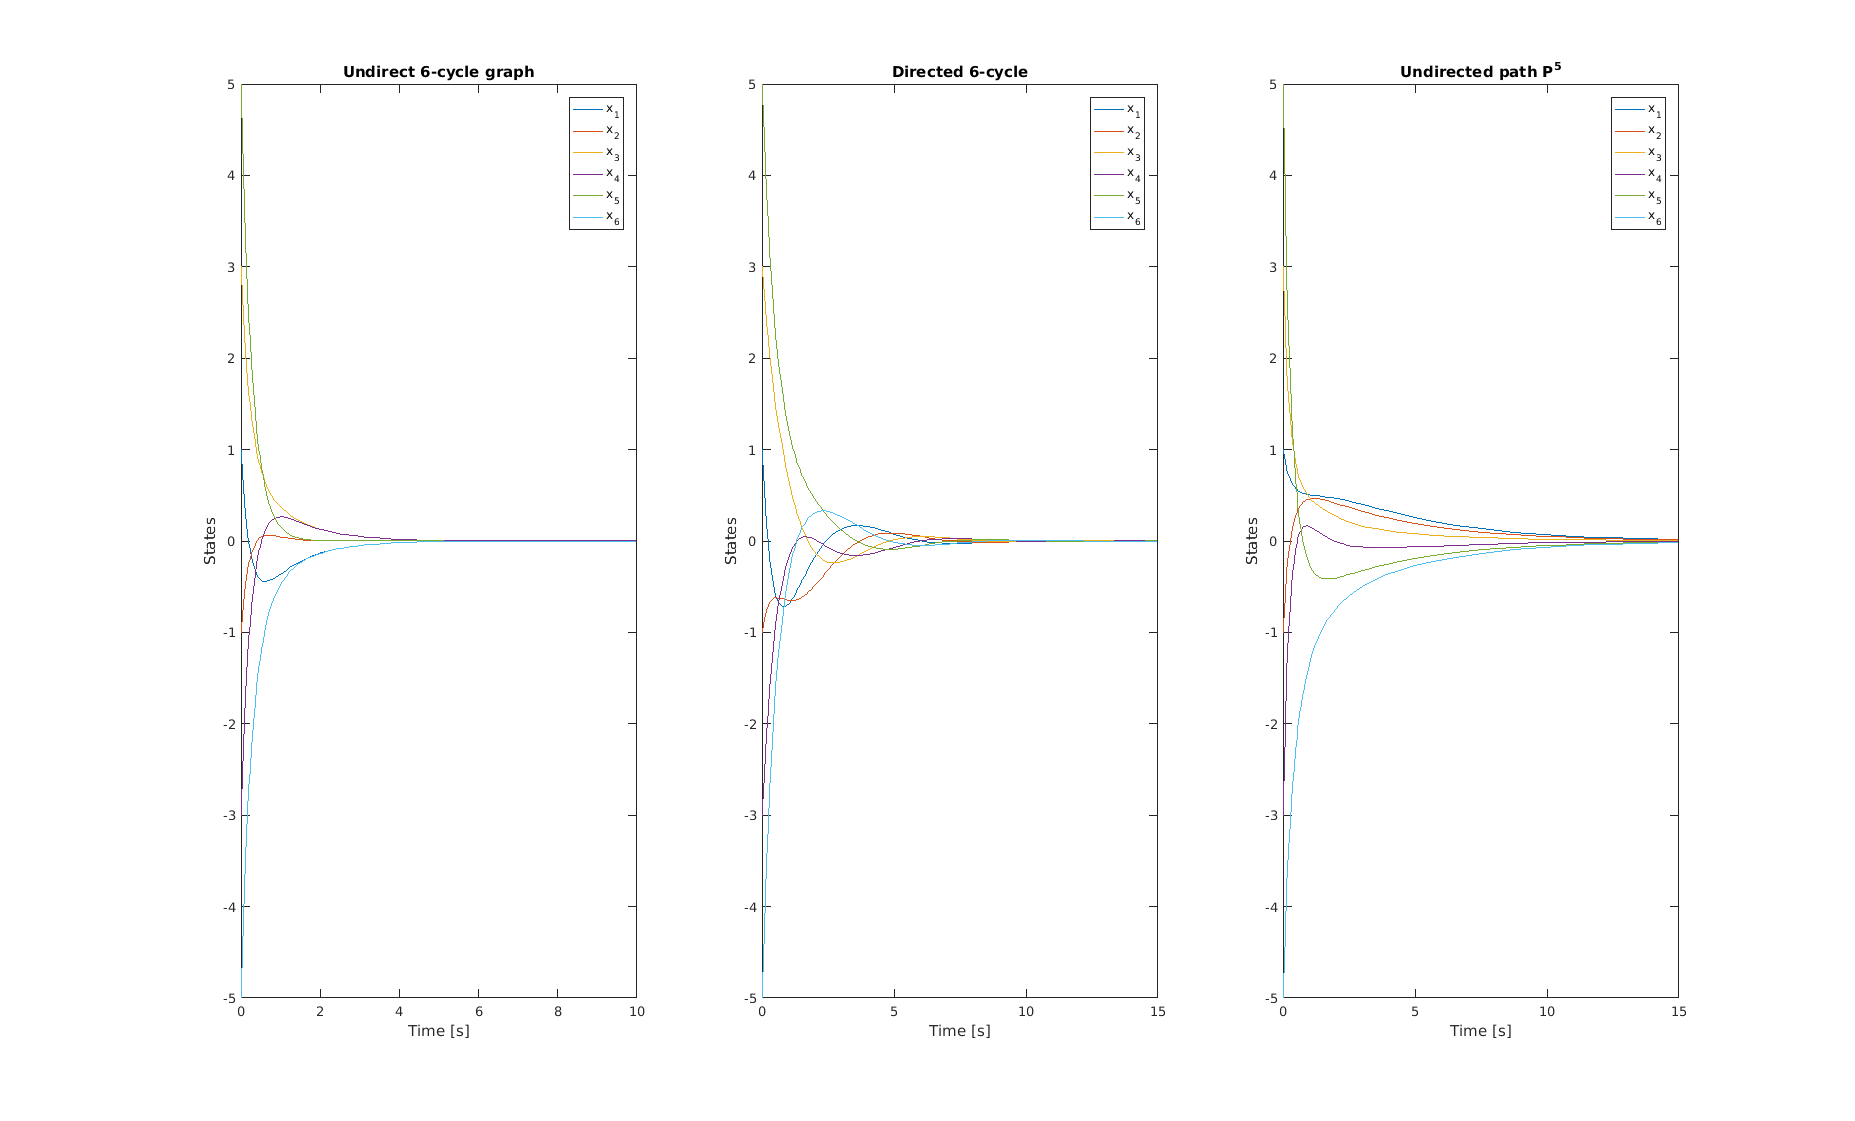 Undirect 6-cycle graph
5
4
3
2
1
0
-1
-2
-3
-4
-5
States
0 2 4 6 8 10
Time [s]
x1
x2
x3
x4
x5
x6
Directed 6-cycle
5
4
3
2
1
0
-1
-2
-3
-4
-5
States
0 5 10 15
Time [s]
x1
x2
x3
x4
x5
x6
Undirected path P^5
5
4
3
2
1
0
-1
-2
-3
-4
-5
States
0 5 10 15
Time [s]
x1
x2
x3
x4
x5
x6